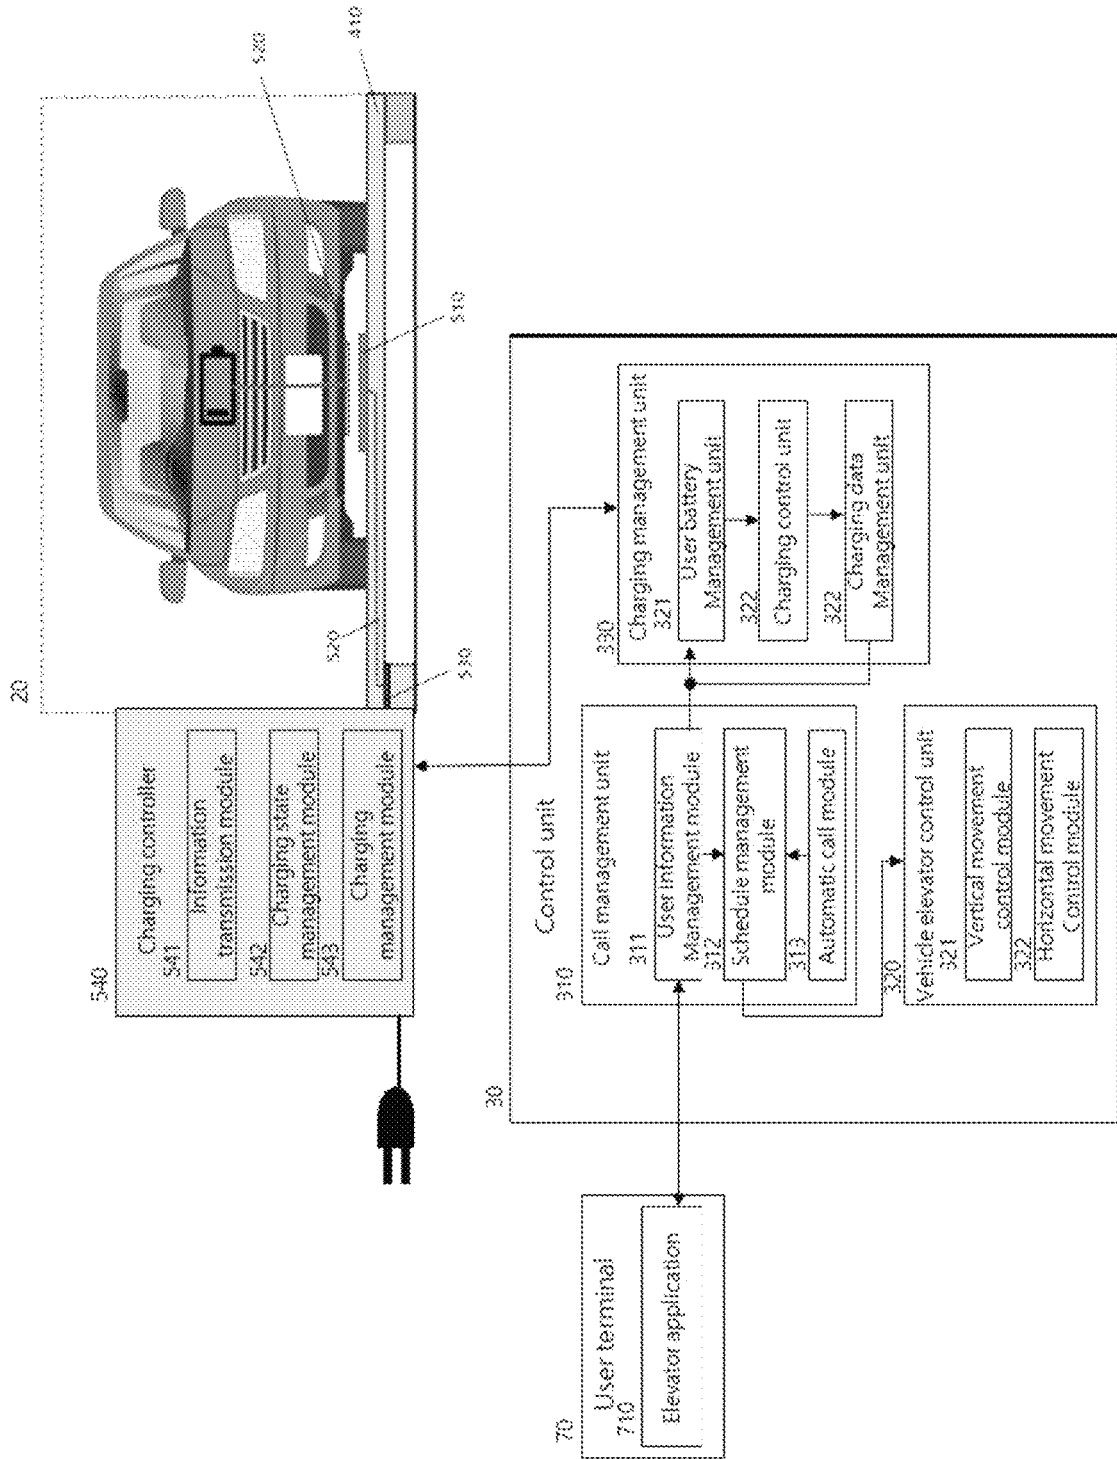 20
520
410
510
520
530
540
Charging controller
541
Information
transmission module
542
Charging state
management module
543
Charging
management module
30
Control unit
310
Call management unit
311
User information
Management module
312
Schedule management
module
313
Automatic call module
320
Vehicle elevator control unit
321
Vertical movement
control module
322
Horizontal movement
Control module
330
Charging management unit
321
User battery
Management unit
322
Charging control unit
322
Charging data
Management unit
70
User terminal
710
Elevator application